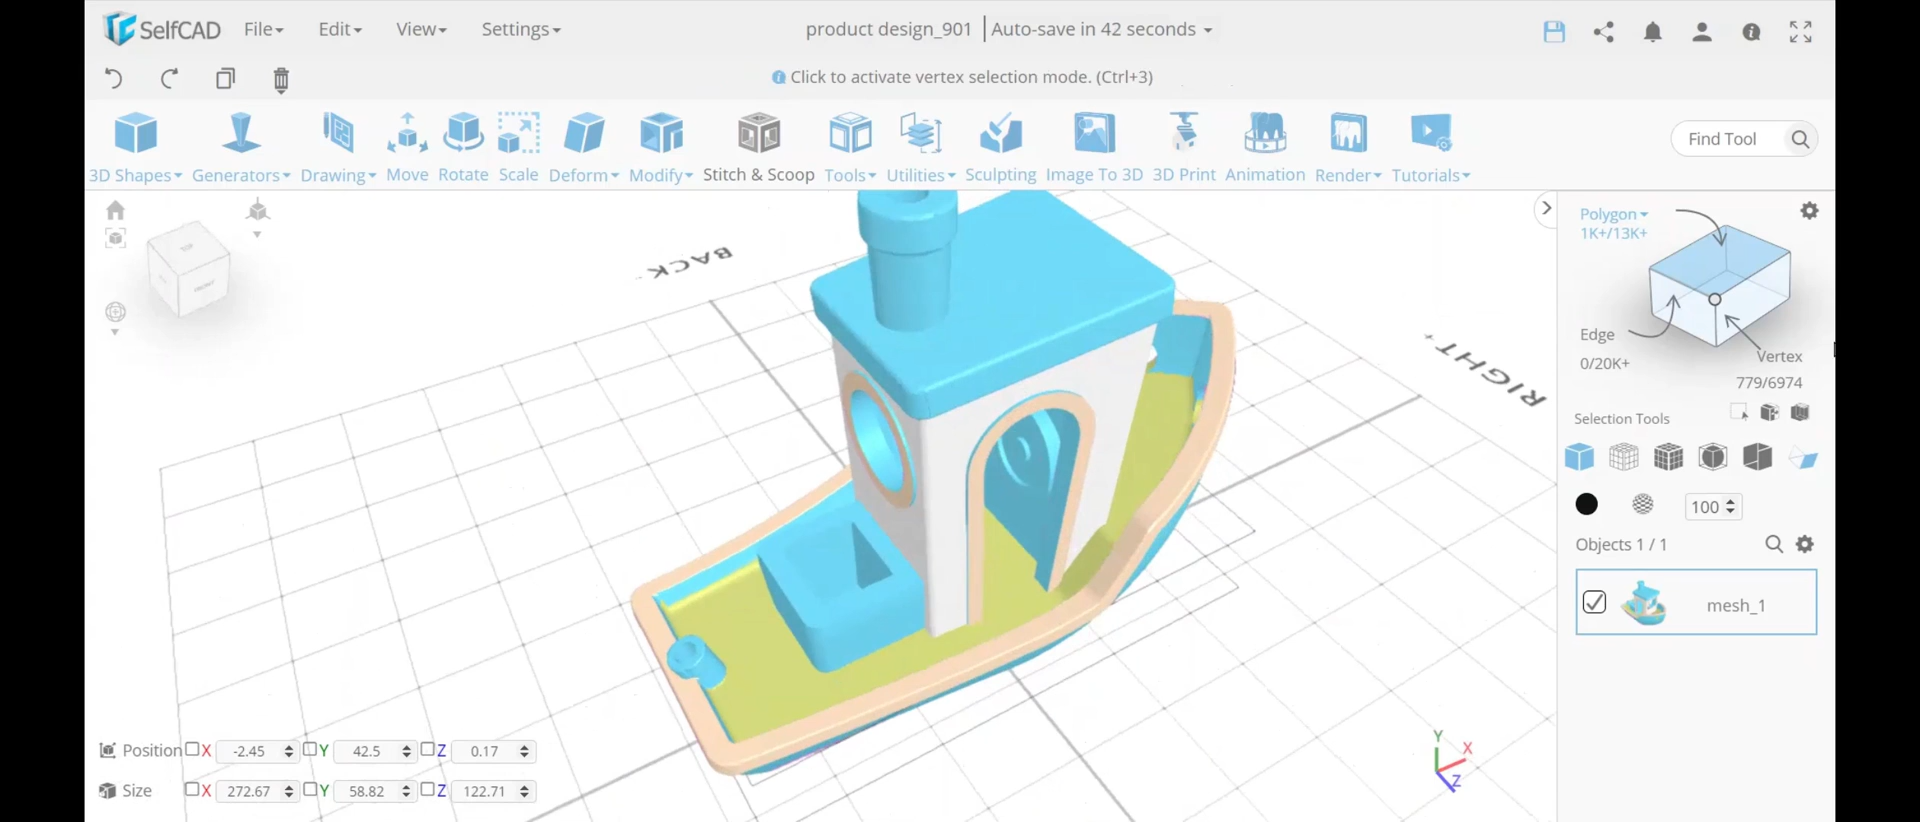 SelfCAD File Edit View Settings product design_901 Auto-save in 42 seconds
Click to activate vertex selection mode. (Ctrl+3)
3D Shapes Generators Drawing Move Rotate Scale Deform Modify Stitch & Scoop Tools Utilities Sculpting Image To 3D 3D Print Animation Render Tutorials
Find Tool
BACK
RIGHT
FRONT
Polygon
1K+/13K+
Edge
0/20K+
Vertex
779/6974
Selection Tools
100
Objects 1 / 1
mesh_1
Position X -2.45 Y 42.5 Z 0.17
Size X 272.67 Y 58.82 Z 122.71
Y
X
Z